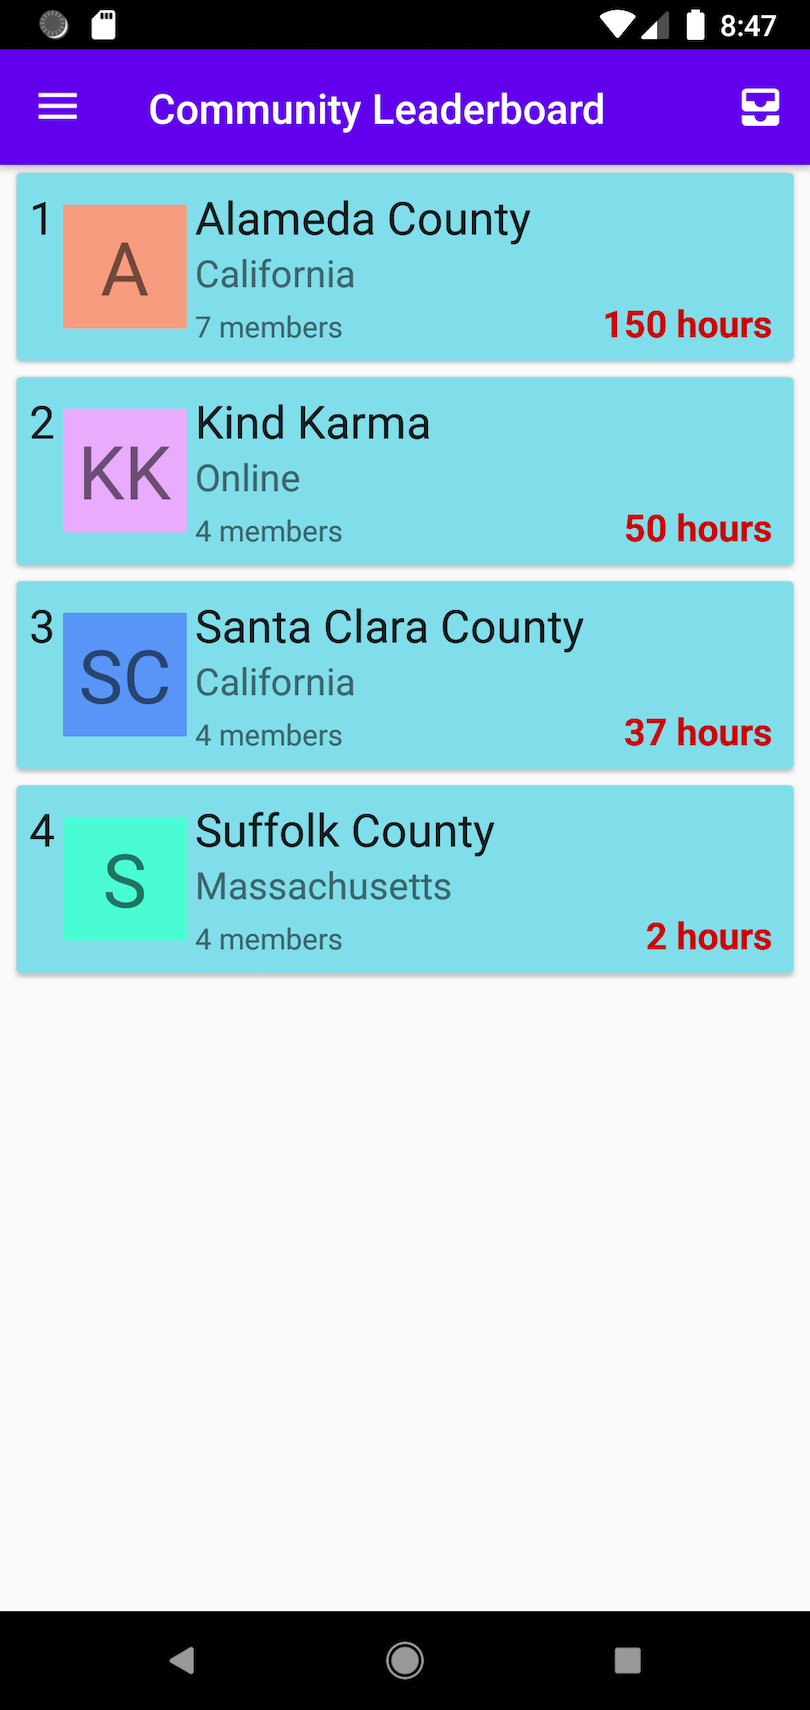 8:47
Community Leaderboard
1
A
Alameda County
California
7 members
150 hours
2
KK
Kind Karma
Online
4 members
50 hours
3
SC
Santa Clara County
California
4 members
37 hours
4
S
Suffolk County
Massachusetts
4 members
2 hours